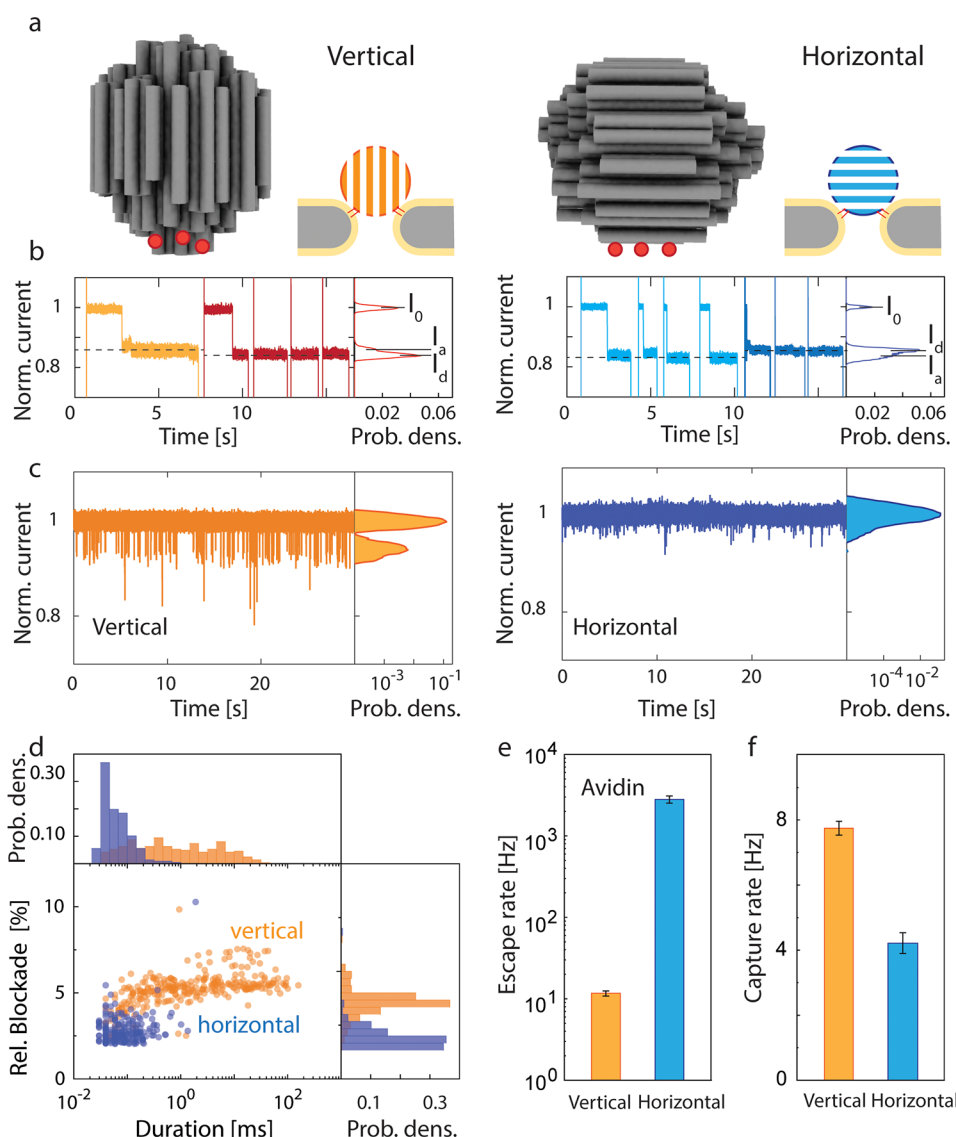 a
Vertical
Horizontal
b
Norm. current
1
0.8
I0
Ia
Id
0
5
10
0.02
0.06
Time [s]
Prob. dens.
Norm. current
1
0.8
I0
Id
Ia
0
5
10
0.02
0.06
Time [s]
Prob. dens.
c
Norm. current
1
0.8
Vertical
0
10
20
10-3
10-1
Time [s]
Prob. dens.
Norm. current
1
0.8
Horizontal
0
10
20
10-4
10-2
Time [s]
Prob. dens.
d
Prob. dens.
0.30
0.10
Rel. Blockade [%]
10
5
0
vertical
horizontal
10-2
100
102
0.1
0.3
Duration [ms]
Prob. dens.
e
Escape rate [Hz]
104
103
102
101
100
Avidin
Vertical Horizontal
f
Capture rate [Hz]
8
4
0
Vertical Horizontal